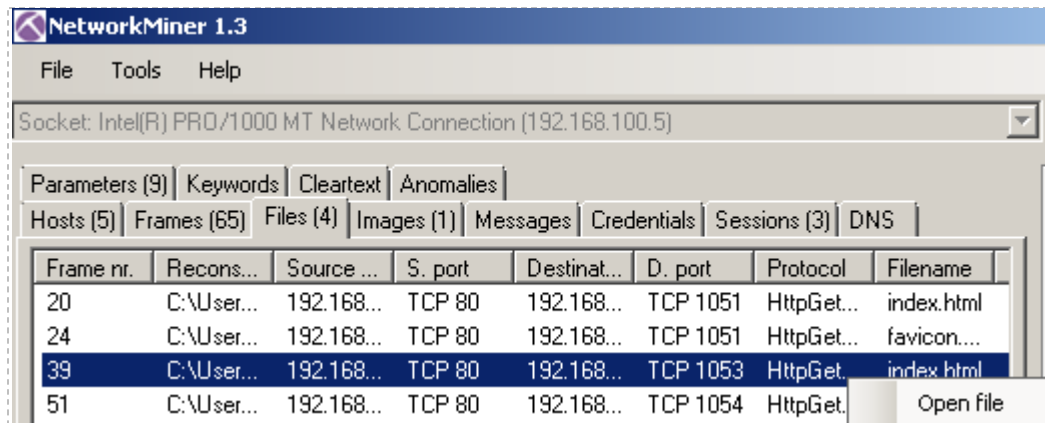 NetworkMiner 1.3
File Tools Help
Socket: Intel(R) PRO/1000 MT Network Connection (192.168.100.5)
Parameters (9) Keywords Cleartext Anomalies
Hosts (5) Frames (65) Files (4) Images (1) Messages Credentials Sessions (3) DNS
Frame nr. Recons... Source ... S. port Destinat... D. port Protocol Filename
20 C:\User... 192.168... TCP 80 192.168... TCP 1051 HttpGet... index.html
24 C:\User... 192.168... TCP 80 192.168... TCP 1051 HttpGet... favicon....
39 C:\User... 192.168... TCP 80 192.168... TCP 1053 HttpGet... index.html
51 C:\User... 192.168... TCP 80 192.168... TCP 1054 HttpGet. Open file